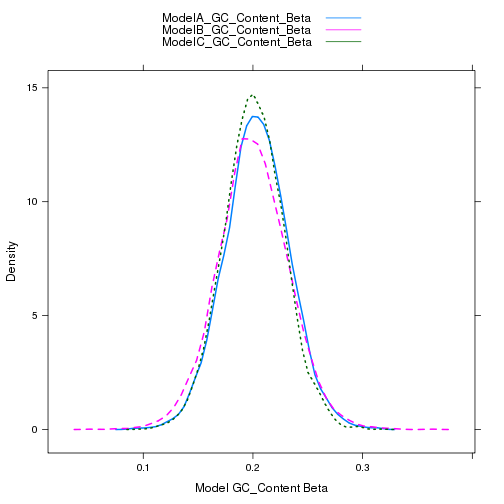 ModelA_GC_Content_Beta
ModelB_GC_Content_Beta
ModelC_GC_Content_Beta
15
10
5
0
Density
0.1 0.2 0.3
Model GC_Content Beta